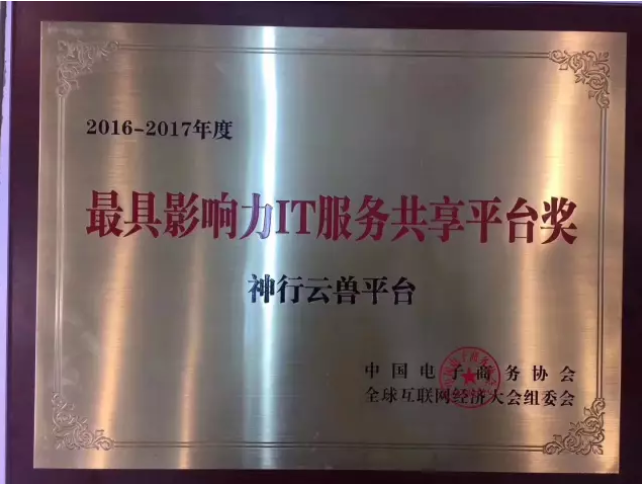 2016-2017年度
最具影响力IT服务共享平台奖
神行云兽平台
中国电子商务协会
全球互联网经济大会组委会